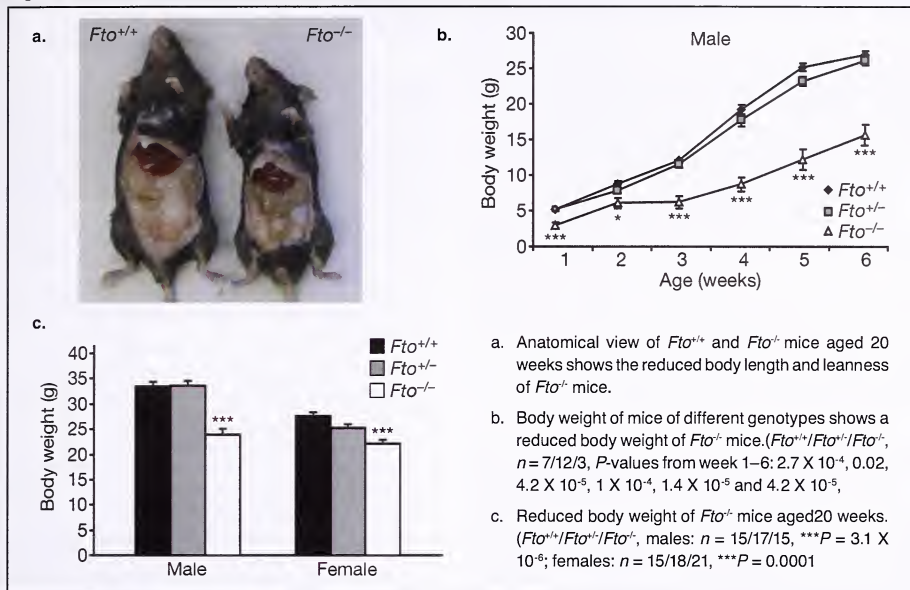 a.
Fto+/+
Fto−/−
b.
Male
Body weight (g)
30
25
20
15
10
5
0
***
*
***
***
***
***
Fto+/+
Fto+/−
Fto−/−
1 2 3 4 5 6
Age (weeks)
c.
Fto+/+
Fto+/−
Fto−/−
Body weight (g)
40
35
30
25
20
15
10
5
0
***
***
Male Female
a. Anatomical view of Fto+/+ and Fto-/- mice aged 20
weeks shows the reduced body length and leanness
of Fto-/- mice.
b. Body weight of mice of different genotypes shows a
reduced body weight of Fto-/- mice.(Fto+/+/Fto+/-/Fto-/-,
n = 7/12/3, P-values from week 1–6: 2.7 X 10-4, 0.02,
4.2 X 10-5, 1 X 10-4, 1.4 X 10-5 and 4.2 X 10-5,
c. Reduced body weight of Fto-/- mice aged20 weeks.
(Fto+/+/Fto+/-/Fto-/-, males: n = 15/17/15, ***P = 3.1 X
10-6; females: n = 15/18/21, ***P = 0.0001